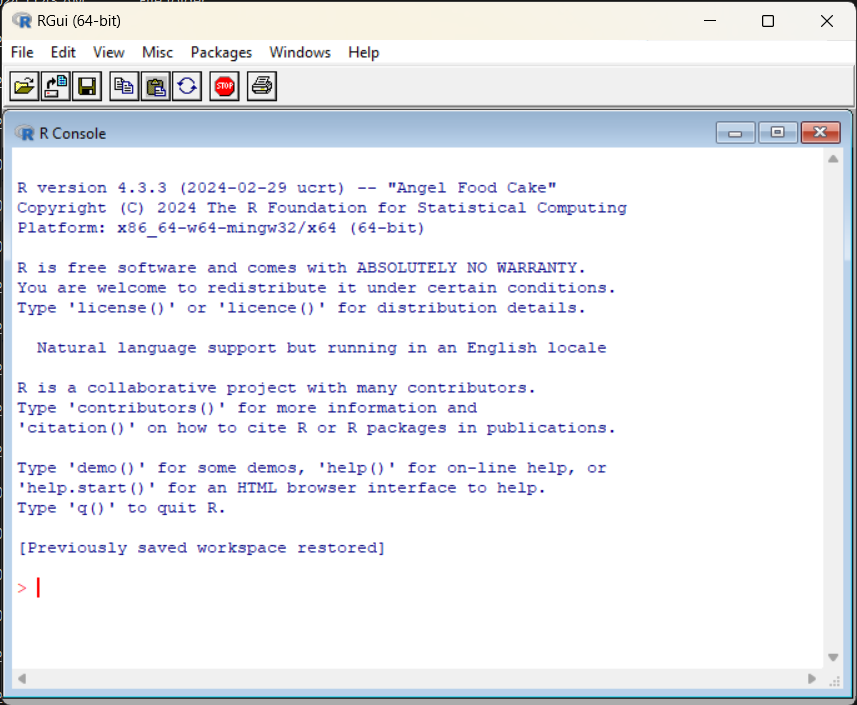 RGui (64-bit)
File Edit View Misc Packages Windows Help
STOP
R Console
R version 4.3.3 (2024-02-29 ucrt) -- "Angel Food Cake"
Copyright (C) 2024 The R Foundation for Statistical Computing
Platform: x86_64-w64-mingw32/x64 (64-bit)
R is free software and comes with ABSOLUTELY NO WARRANTY.
You are welcome to redistribute it under certain conditions.
Type 'license()' or 'licence()' for distribution details.
Natural language support but running in an English locale
R is a collaborative project with many contributors.
Type 'contributors()' for more information and
'citation()' on how to cite R or R packages in publications.
Type 'demo()' for some demos, 'help()' for on-line help, or
'help.start()' for an HTML browser interface to help.
Type 'q()' to quit R.
[Previously saved workspace restored]
>